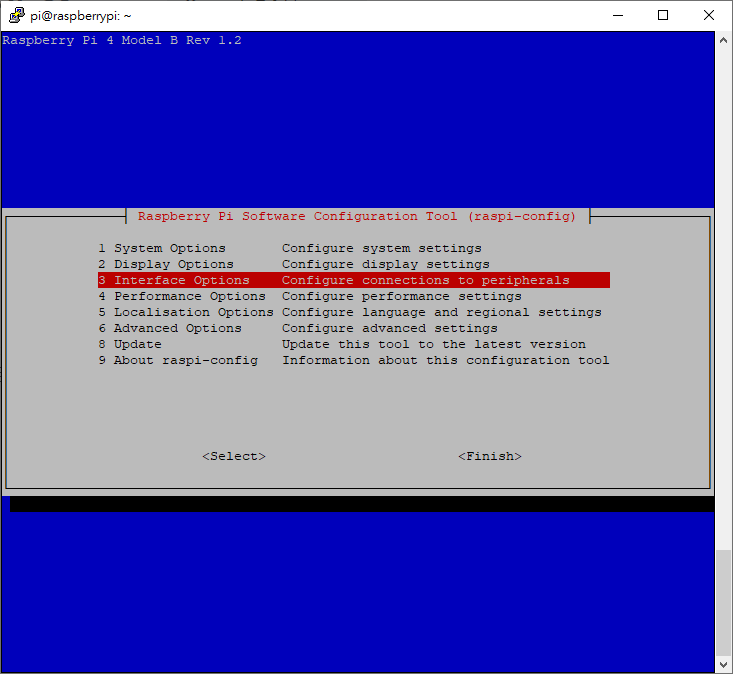 pi@raspberrypi: ~
Raspberry Pi 4 Model B Rev 1.2
Raspberry Pi Software Configuration Tool (raspi-config)
1 System Options Configure system settings
2 Display Options Configure display settings
3 Interface Options Configure connections to peripherals
4 Performance Options Configure performance settings
5 Localisation Options Configure language and regional settings
6 Advanced Options Configure advanced settings
8 Update Update this tool to the latest version
9 About raspi-config Information about this configuration tool
<Select> <Finish>